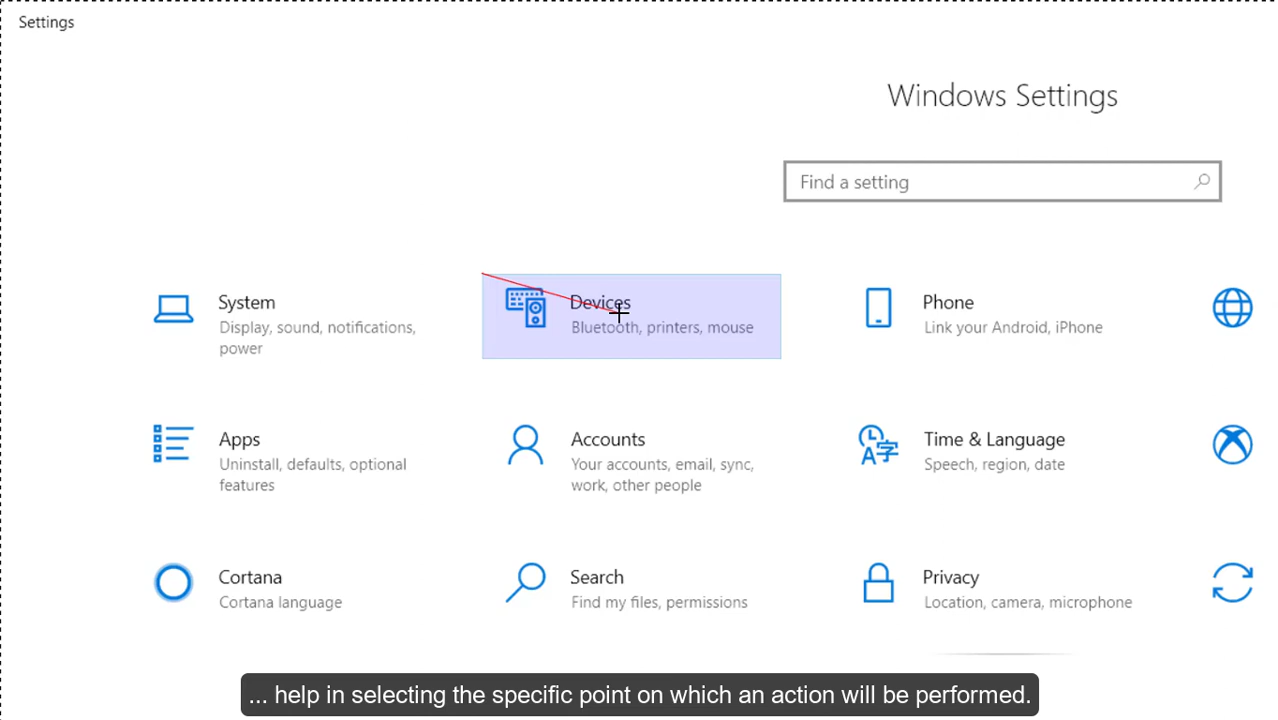 Settings
Windows Settings
Find a setting
System
Display, sound, notifications,
power
Devices
Bluetooth, printers, mouse
Phone
Link your Android, iPhone
Apps
Uninstall, defaults, optional
features
Accounts
Your accounts, email, sync,
work, other people
Time & Language
Speech, region, date
Cortana
Cortana language
Search
Find my files, permissions
Privacy
Location, camera, microphone
... help in selecting the specific point on which an action will be performed.